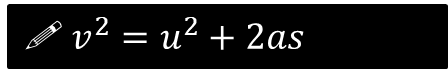 v² = u² + 2as